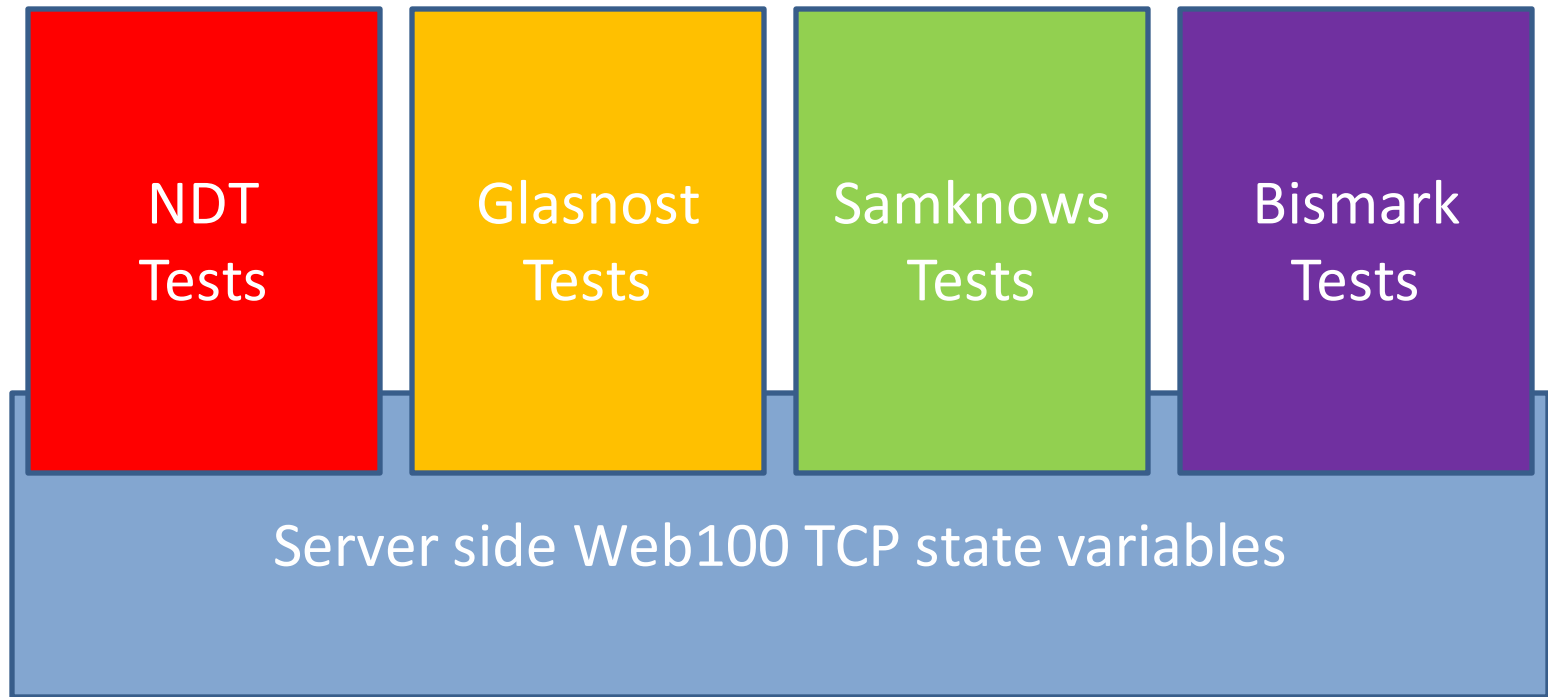 NDT
Tests
Glasnost
Tests
Samknows
Tests
Bismark
Tests
Server side Web100 TCP state variables